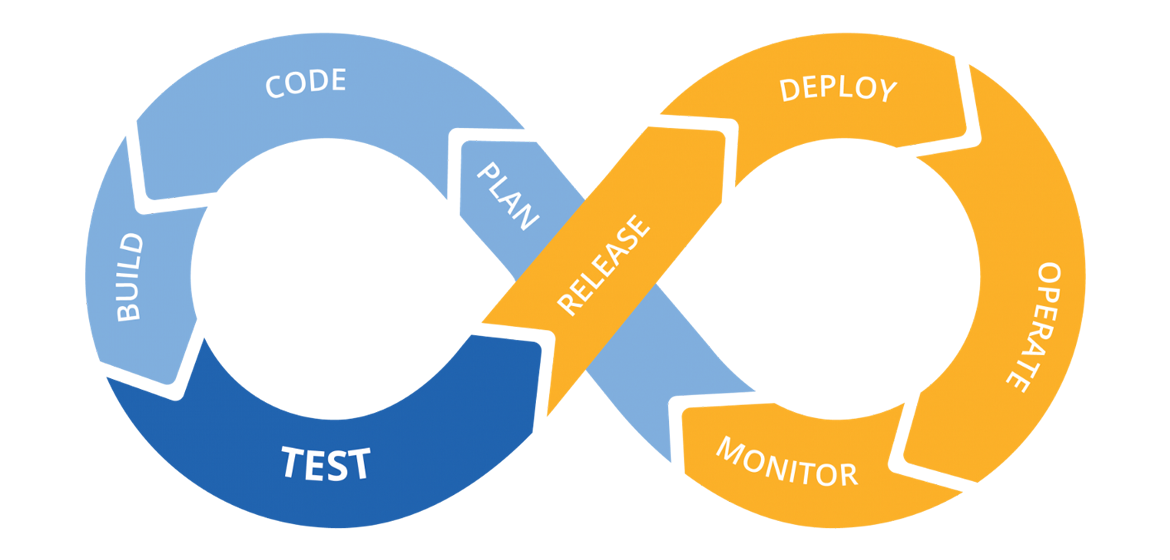 PLAN
CODE
BUILD
TEST
RELEASE
DEPLOY
OPERATE
MONITOR